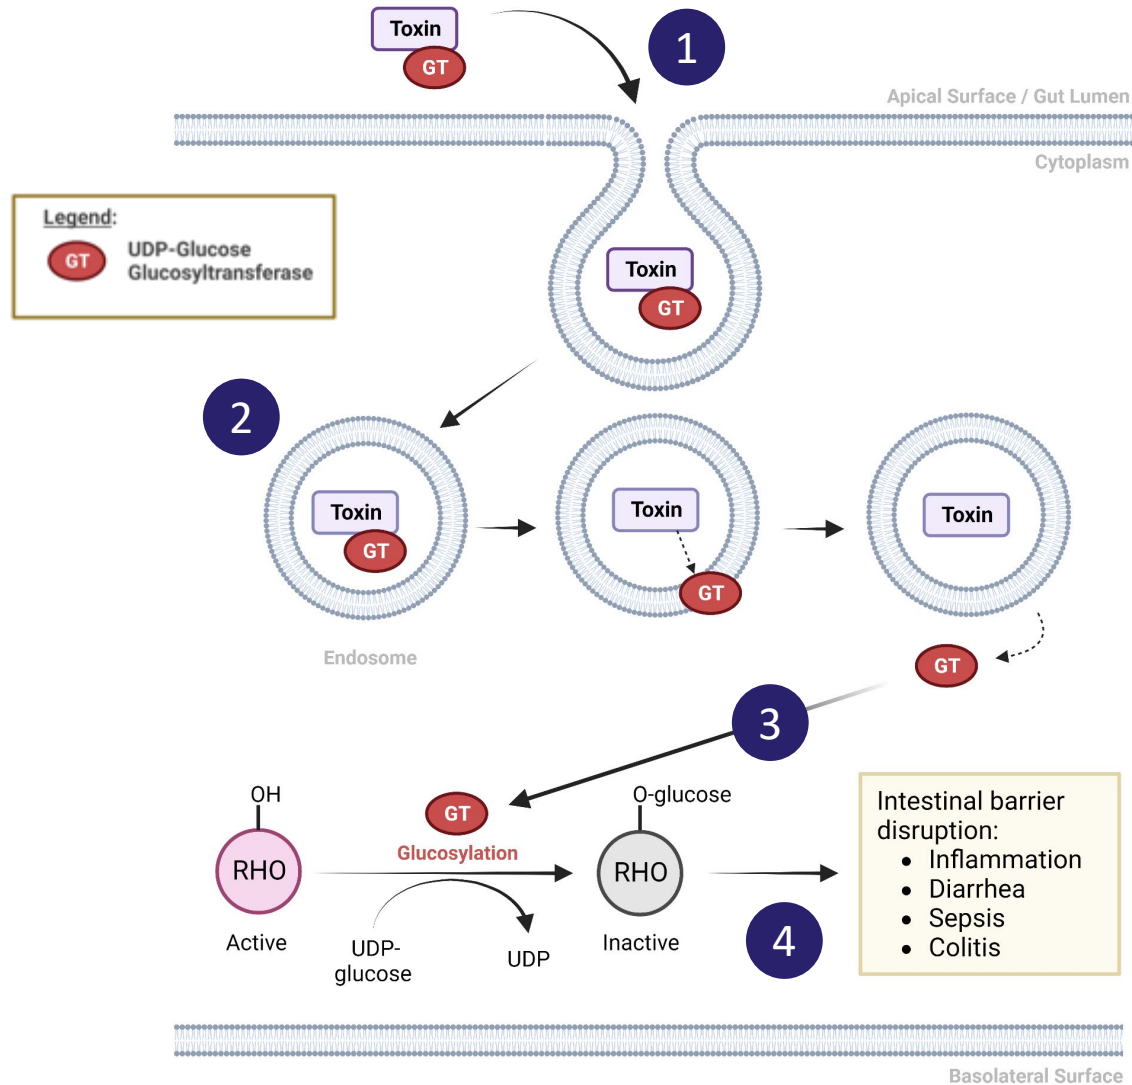 Toxin
GT
1
Apical Surface / Gut Lumen
Cytoplasm
Legend:
GT
UDP-Glucose
Glucosyltransferase
Toxin
GT
2
Toxin
GT
Toxin
GT
Toxin
Endosome
GT
3
OH
RHO
Active
GT
Glucosylation
UDP-
glucose
UDP
O-glucose
RHO
Inactive
4
Intestinal barrier
disruption:
• Inflammation
• Diarrhea
• Sepsis
• Colitis
Basolateral Surface